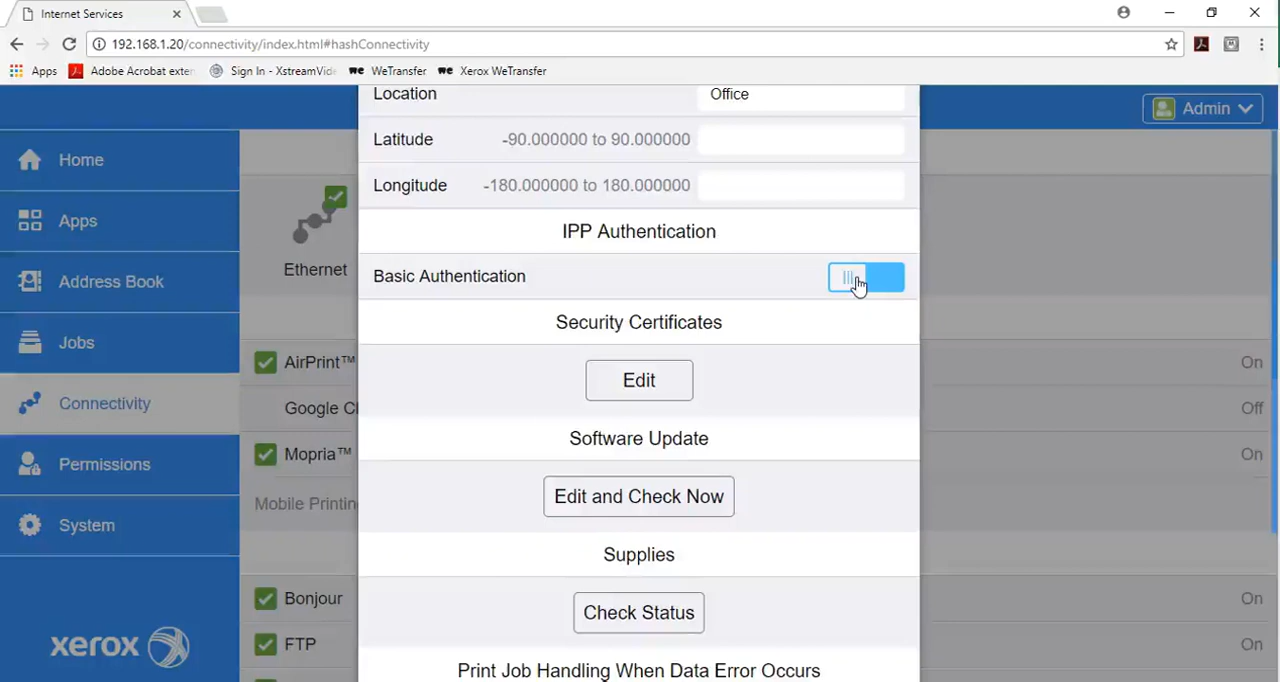 Internet Services
192.168.1.20/connectivity/index.html#hashConnectivity
Apps Adobe Acrobat exten Sign In - XstreamVide WeTransfer Xerox WeTransfer
Admin
Home
Apps
Address Book
Jobs
Connectivity
Permissions
System
xerox
Ethernet
AirPrint™ On
Google Cl Off
Mopria™ On
Mobile Printin
Bonjour On
FTP On
Location Office
Latitude -90.000000 to 90.000000
Longitude -180.000000 to 180.000000
IPP Authentication
Basic Authentication
Security Certificates
Edit
Software Update
Edit and Check Now
Supplies
Check Status
Print Job Handling When Data Error Occurs